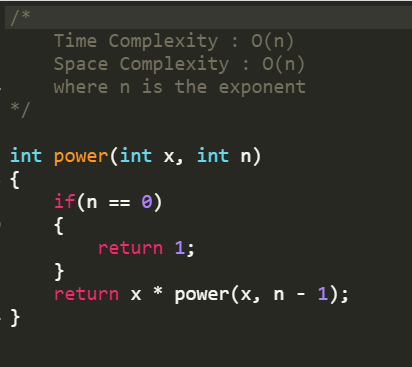 /*
    Time Complexity : O(n)
    Space Complexity : O(n)
    where n is the exponent
*/

int power(int x, int n)
{
    if(n == 0)
    {
        return 1;
    }
    return x * power(x, n - 1);
}